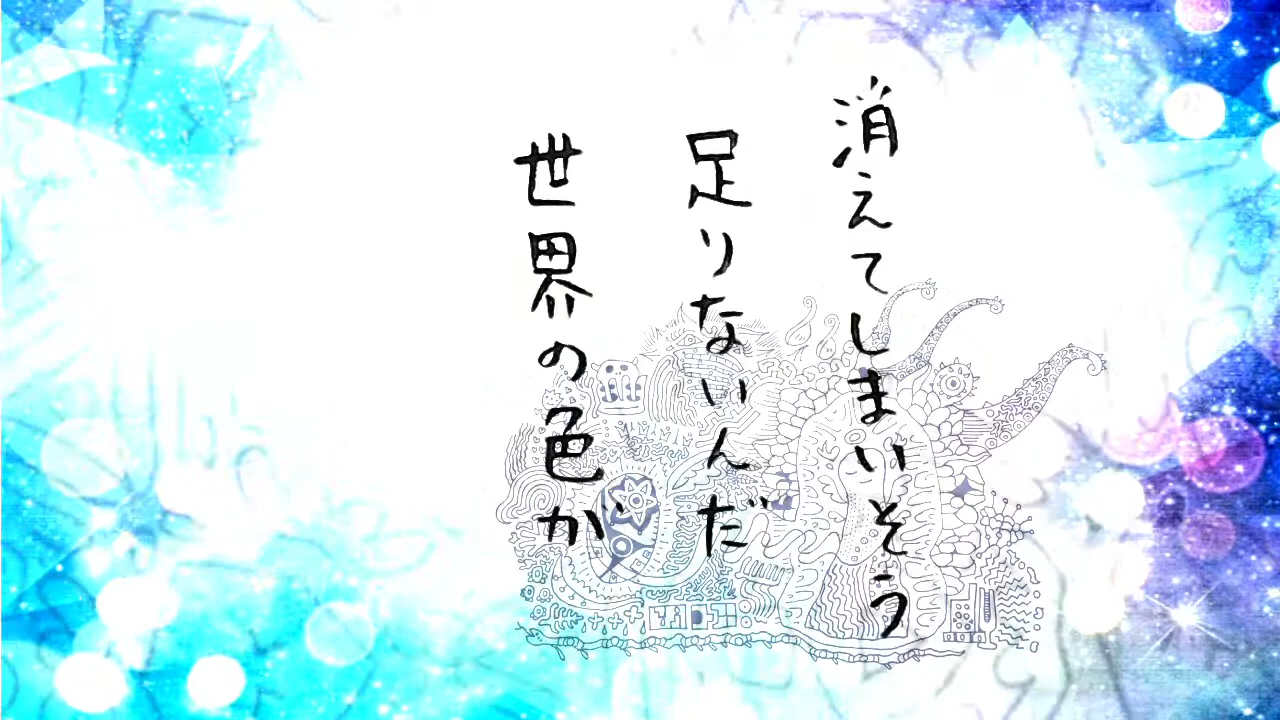 消えてしまいそう
足りないんだ
世界の色が